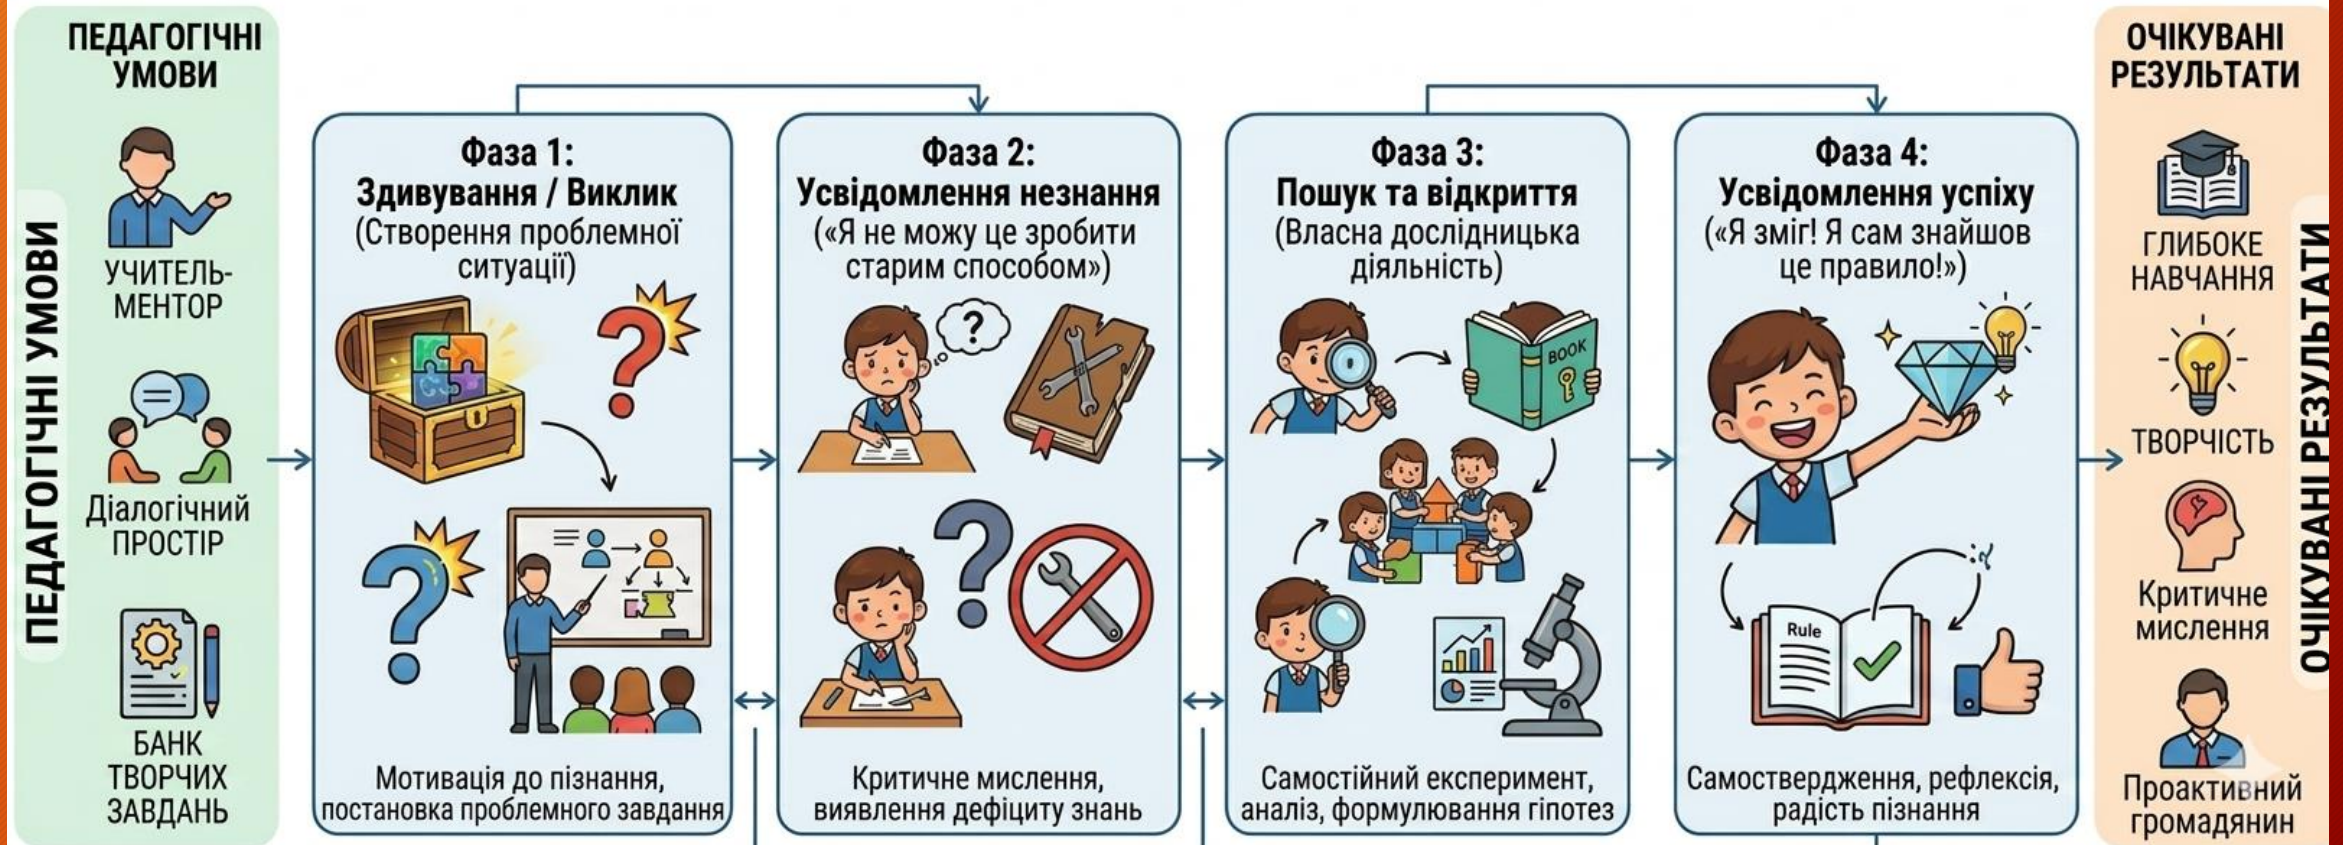 ПЕДАГОГІЧНІ УМОВИ
ПЕДАГОГІЧНІ
УМОВИ
УЧИТЕЛЬ-
МЕНТОР
Діалогічний
ПРОСТІР
БАНК
ТВОРЧИХ
ЗАВДАНЬ
Фаза 1:
Здивування / Виклик
(Створення проблемної
ситуації)
Мотивація до пізнання,
постановка проблемного завдання
Фаза 2:
Усвідомлення незнання
(«Я не можу це зробити
старим способом»)
Критичне мислення,
виявлення дефіциту знань
Фаза 3:
Пошук та відкриття
(Власна дослідницька
діяльність)
BOOK
Самостійний експеримент,
аналіз, формулювання гіпотез
Фаза 4:
Усвідомлення успіху
(«Я зміг! Я сам знайшов
це правило!»)
Rule
Самоствердження, рефлексія,
радість пізнання
ОЧІКУВАНІ
РЕЗУЛЬТАТИ
ГЛИБОКЕ
НАВЧАННЯ
ТВОРЧІСТЬ
Критичне
мислення
Проактивний
громадянин
ОЧІКУВАНІ РЕЗУЛЬТАТИ